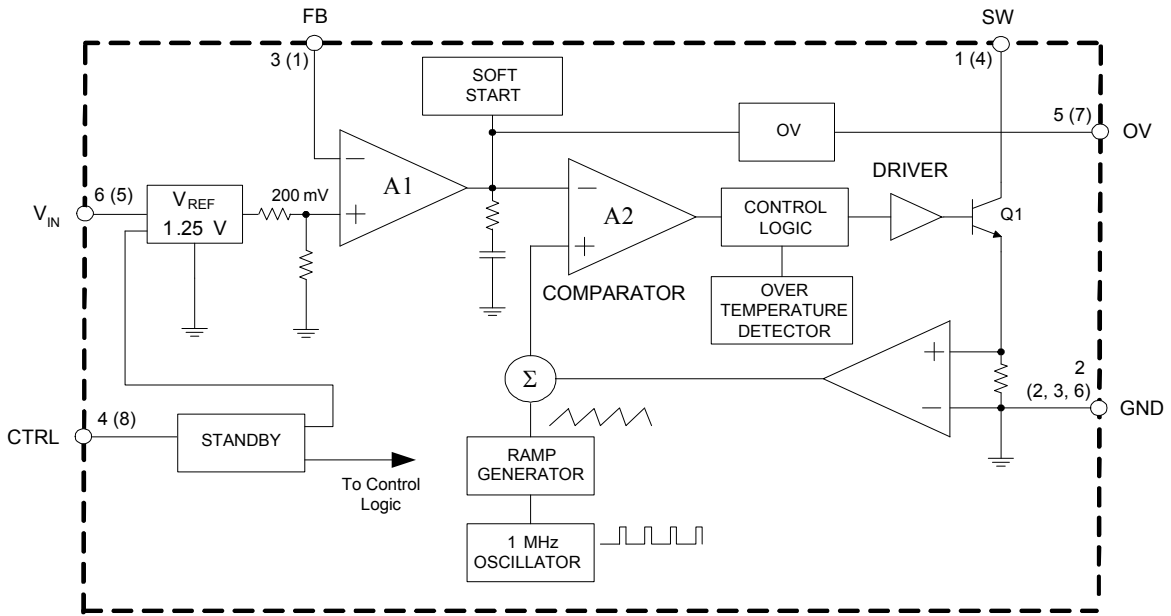 FB
SW
3 (1)
1 (4)
SOFT
START
5 (7)
OV
OV
DRIVER
6 (5)
V_IN
V_REF
1.25 V
200 mV
−
A1
+
−
A2
+
CONTROL
LOGIC
Q1
COMPARATOR
OVER
TEMPERATURE
DETECTOR
+
−
2
(2, 3, 6)
GND
Σ
CTRL
4 (8)
STANDBY
RAMP
GENERATOR
To Control
Logic
1 MHz
OSCILLATOR